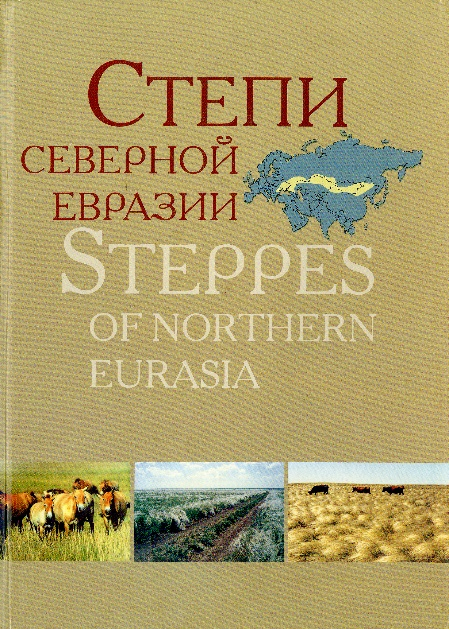 Степи
северной
евразии
Steppes
of northern
eurasia